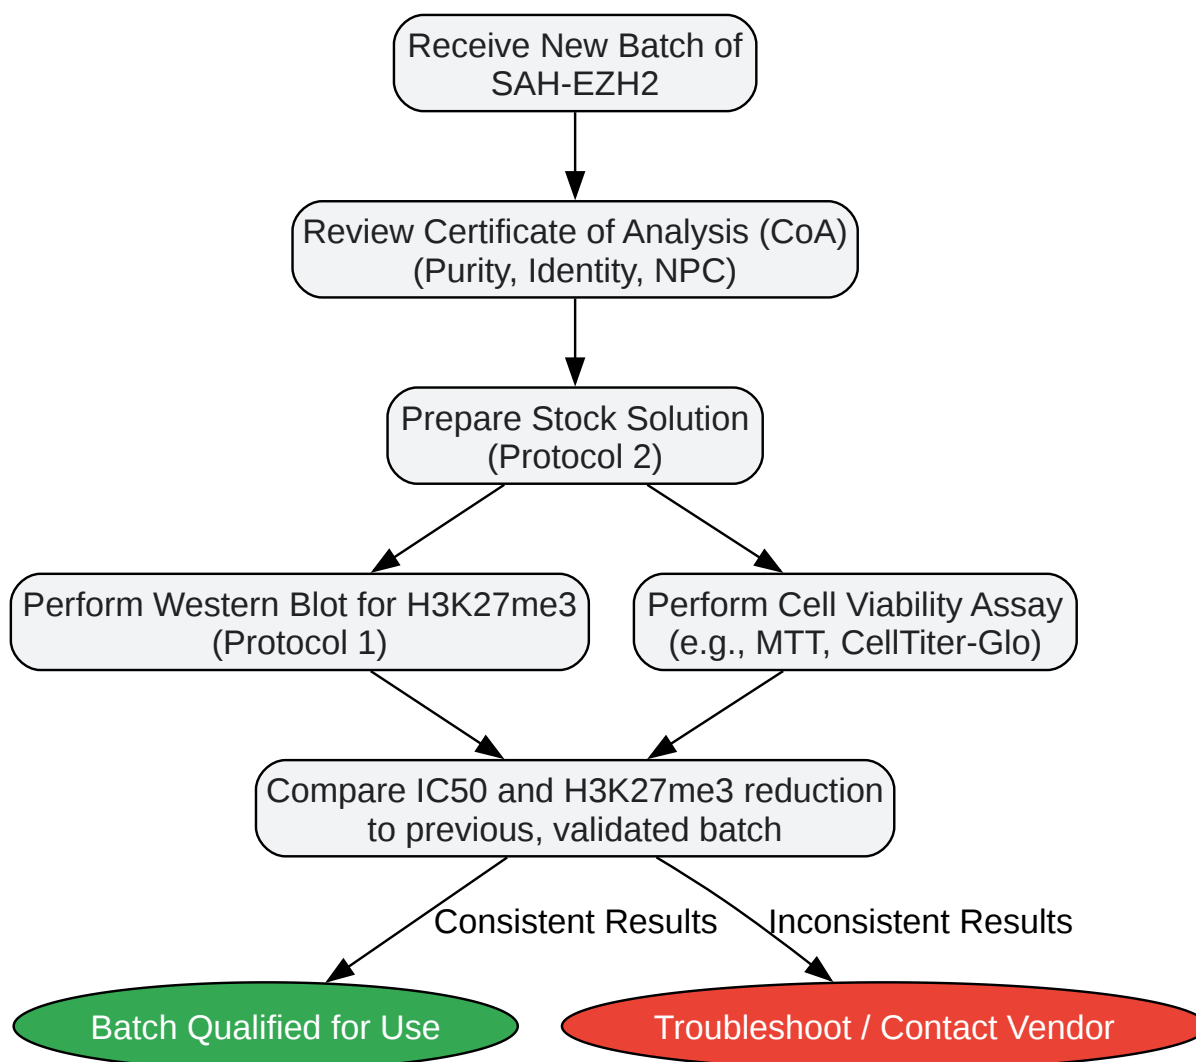 Receive New Batch of
SAH-EZH2
Review Certificate of Analysis (CoA)
(Purity, Identity, NPC)
Prepare Stock Solution
(Protocol 2)
Perform Western Blot for H3K27me3
(Protocol 1)
Perform Cell Viability Assay
(e.g., MTT, CellTiter-Glo)
Compare IC50 and H3K27me3 reduction
to previous, validated batch
Consistent Results
Inconsistent Results
Batch Qualified for Use
Troubleshoot / Contact Vendor